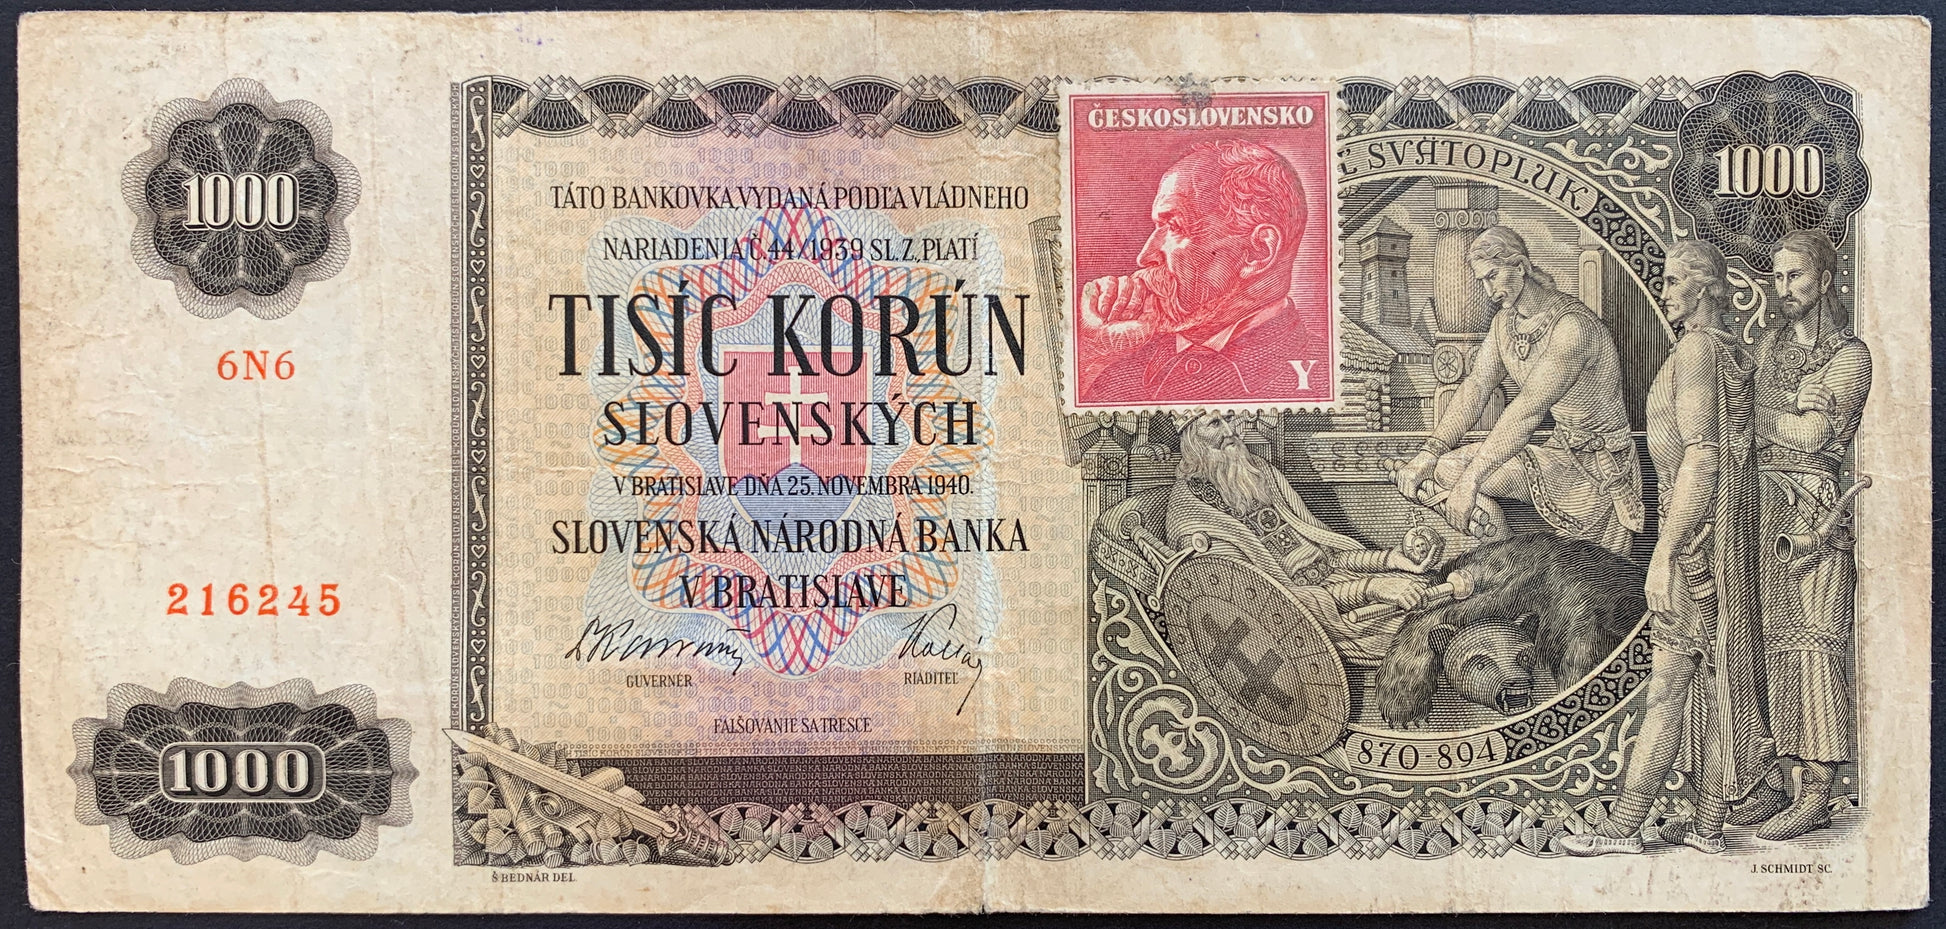 1000
6N6
216245
1000
TÁTO BANKOVKA VYDANÁ PODĽA VLÁDNEHO
NARIADENIA Č. 44/1939 SL. Z., PLATÍ
TISÍC KORÚN
SLOVENSKÝCH
V BRATISLAVE DŇA 25. NOVEMBRA 1940.
SLOVENSKÁ NÁRODNÁ BANKA
V BRATISLAVE
GUVERNÉR
RIADITEĽ
FALŠOVANIE SA TRESCE
Š BEDNÁR DEL.
ČESKOSLOVENSKO
Y
SVÄTOPLUK
1000
870-894
J. SCHMIDT SC.